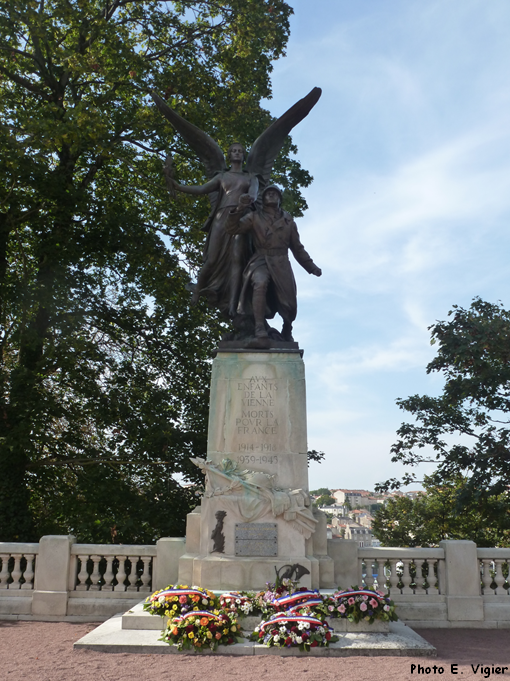 AUX
ENFANTS
DE LA
VIENNE
MORTS
POUR LA
FRANCE
1914-1918
1939-1945
Photo E. Vigier